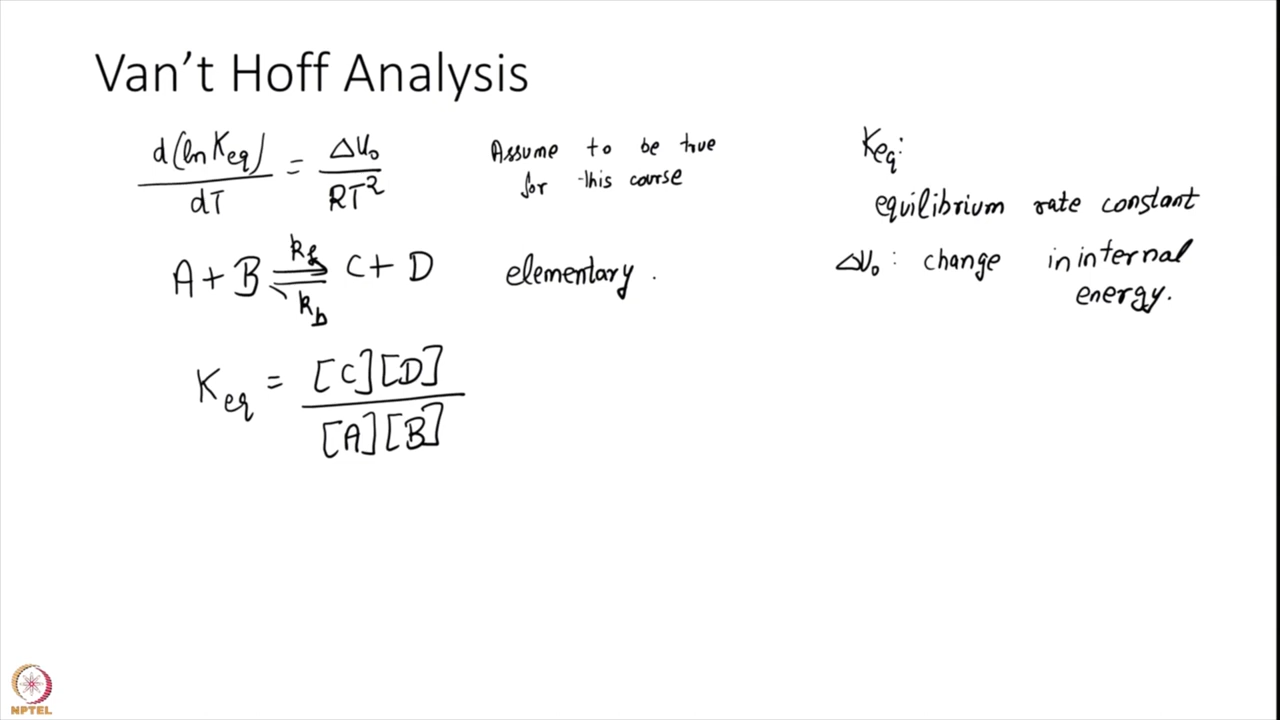 Van't Hoff Analysis
d(ln Keq)/dT = ΔU₀/RT²
Assume to be true
for this course
Keq:
equilibrium rate constant
ΔU₀ : change in internal
energy.
A + B ⇌ C + D
kf
kb
elementary.
Keq = [C][D]/[A][B]
NPTEL